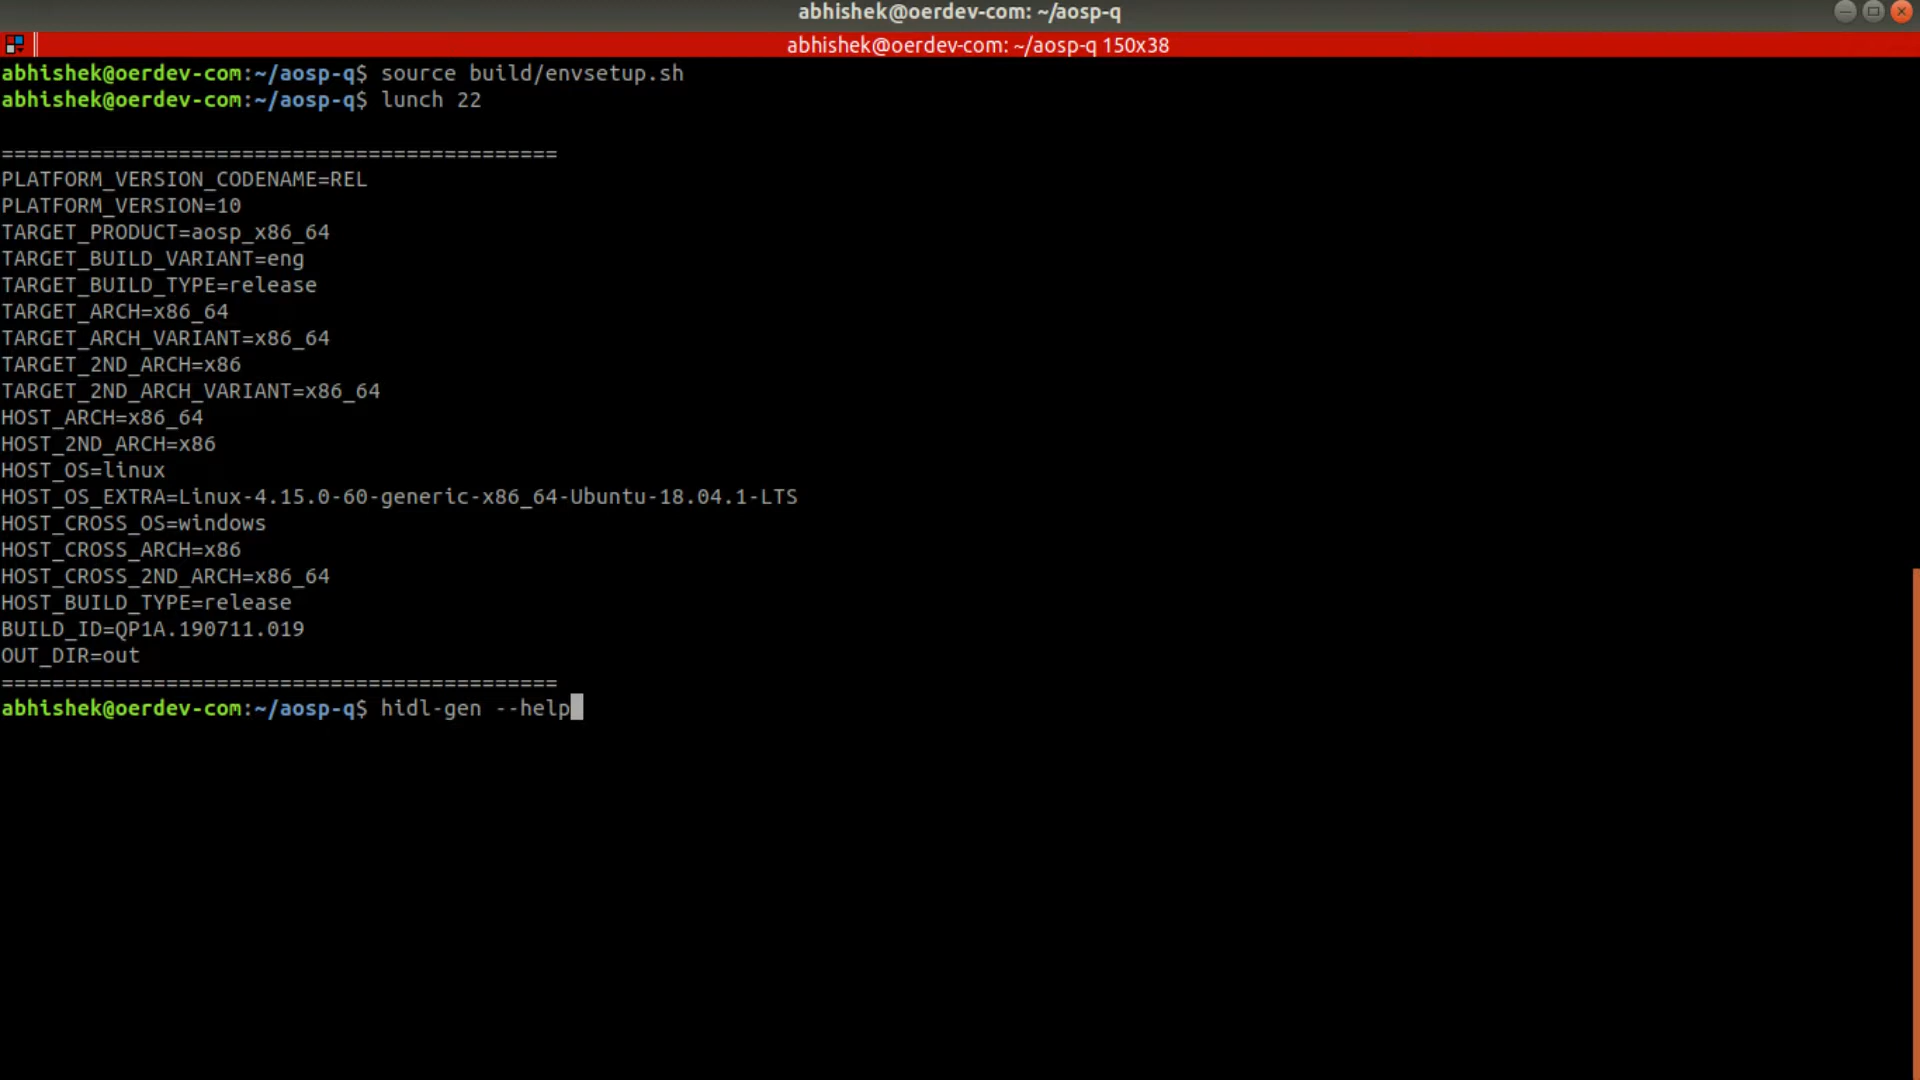 abhishek@oerdev-com: ~/aosp-q
abhishek@oerdev-com: ~/aosp-q 150x38
abhishek@oerdev-com:~/aosp-q$ source build/envsetup.sh
abhishek@oerdev-com:~/aosp-q$ lunch 22
============================================
PLATFORM_VERSION_CODENAME=REL
PLATFORM_VERSION=10
TARGET_PRODUCT=aosp_x86_64
TARGET_BUILD_VARIANT=eng
TARGET_BUILD_TYPE=release
TARGET_ARCH=x86_64
TARGET_ARCH_VARIANT=x86_64
TARGET_2ND_ARCH=x86
TARGET_2ND_ARCH_VARIANT=x86_64
HOST_ARCH=x86_64
HOST_2ND_ARCH=x86
HOST_OS=linux
HOST_OS_EXTRA=Linux-4.15.0-60-generic-x86_64-Ubuntu-18.04.1-LTS
HOST_CROSS_OS=windows
HOST_CROSS_ARCH=x86
HOST_CROSS_2ND_ARCH=x86_64
HOST_BUILD_TYPE=release
BUILD_ID=QP1A.190711.019
OUT_DIR=out
============================================
abhishek@oerdev-com:~/aosp-q$ hidl-gen --help